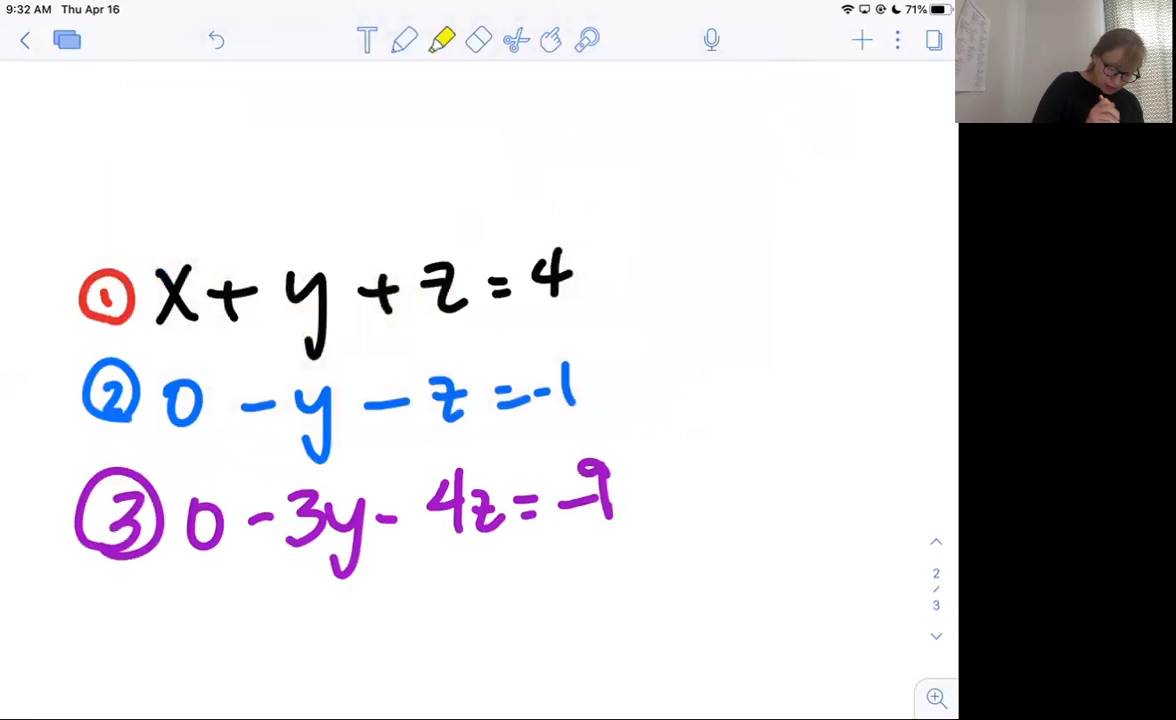 9:32 AM Thu Apr 16 71%
T
① x + y + z = 4
② 0 - y - z = -1
③ 0 - 3y - 4z = -9
2
/
3